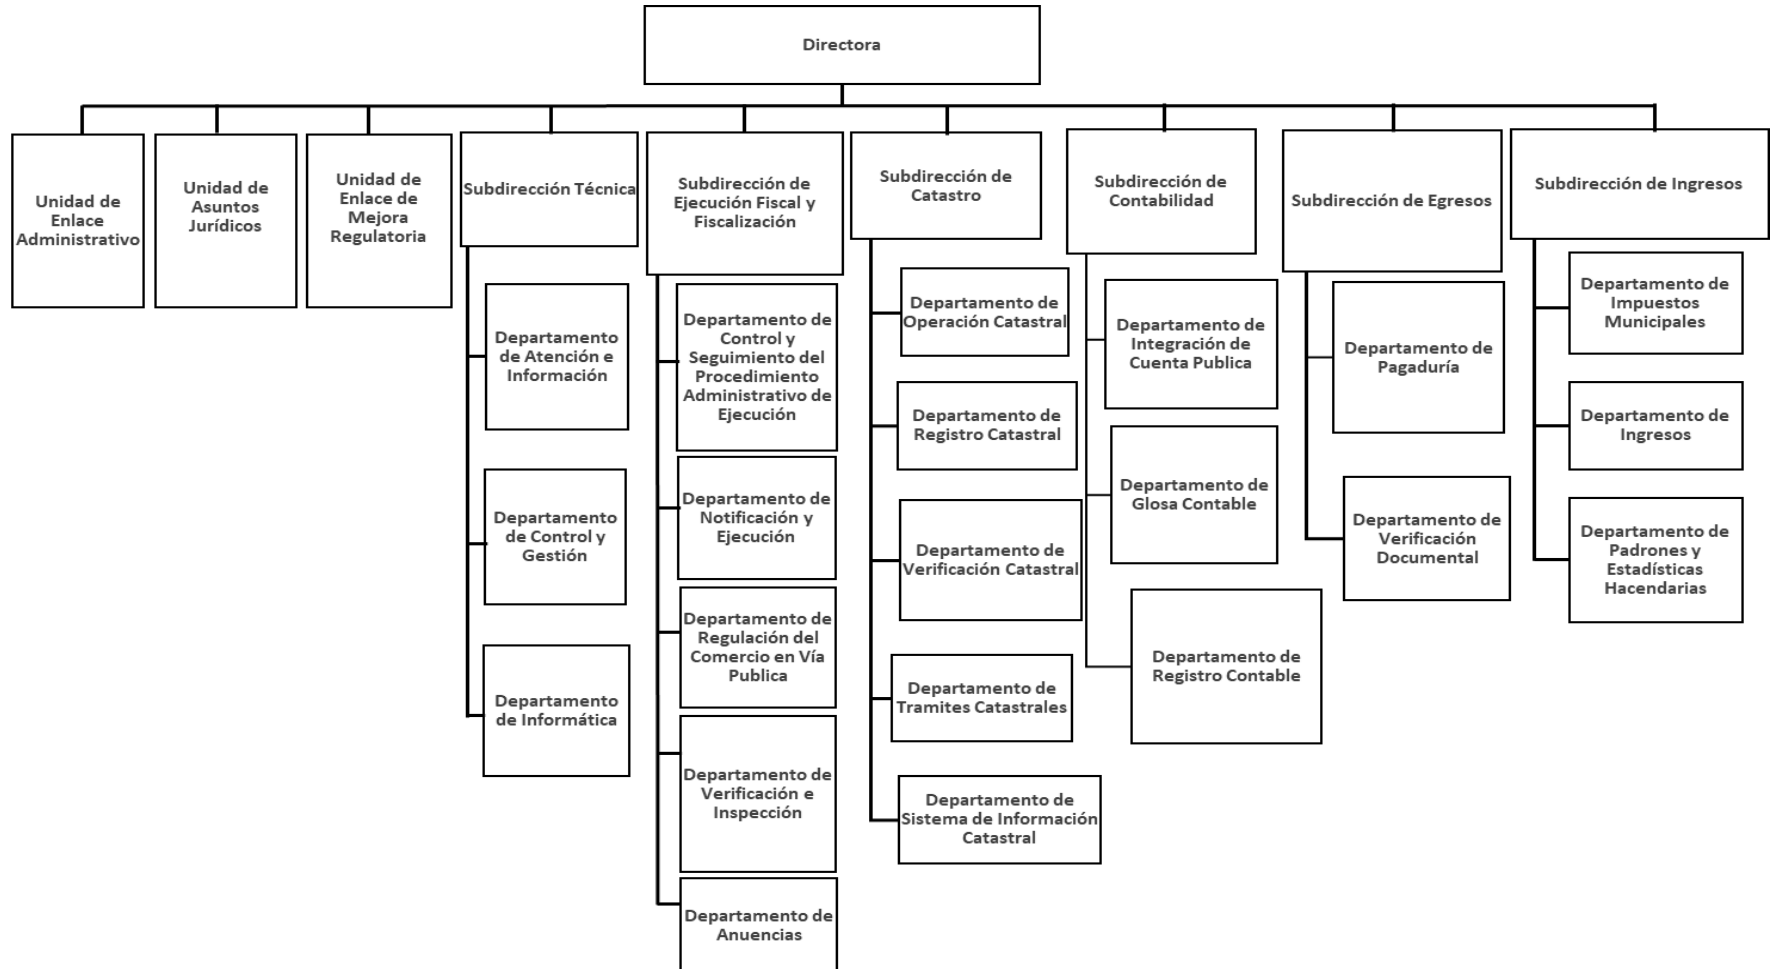 Directora
Unidad de
Enlace
Administrativo
Unidad de
Asuntos
Jurídicos
Unidad de
Enlace de
Mejora
Regulatoria
Subdirección Técnica
Departamento
de Atención e
Información
Departamento
de Control y
Gestión
Departamento
de Informática
Subdirección de
Ejecución Fiscal y
Fiscalización
Departamento de
Control y
Seguimiento del
Procedimiento
Administrativo de
Ejecución
Departamento de
Notificación y
Ejecución
Departamento de
Regulación del
Comercio en Vía
Publica
Departamento de
Verificación e
Inspección
Departamento de
Anuencias
Subdirección de
Catastro
Departamento de
Operación Catastral
Departamento de
Registro Catastral
Departamento de
Verificación Catastral
Departamento de
Tramites Catastrales
Departamento de
Sistema de Información
Catastral
Subdirección de
Contabilidad
Departamento de
Integración de
Cuenta Publica
Departamento de
Glosa Contable
Departamento de
Registro Contable
Subdirección de Egresos
Departamento de
Pagaduría
Departamento de
Verificación
Documental
Subdirección de Ingresos
Departamento de
Impuestos
Municipales
Departamento de
Ingresos
Departamento de
Padrones y
Estadísticas
Hacendarias